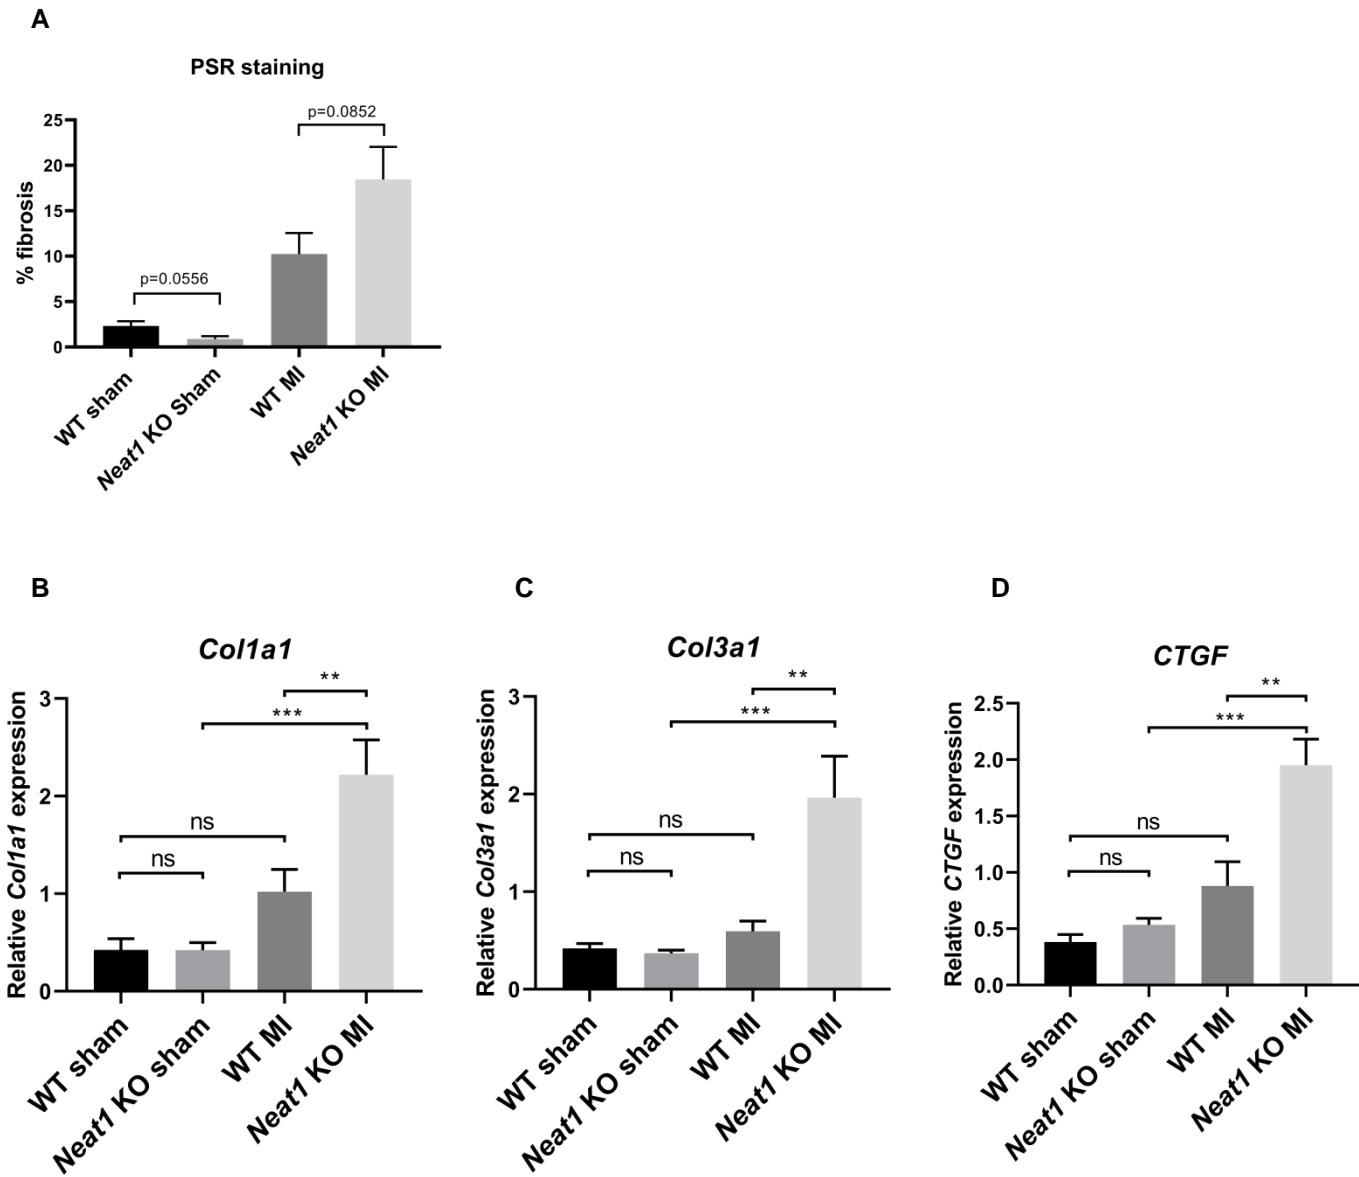 A
PSR staining
p=0.0852
p=0.0556
25
20
15
10
5
0
% fibrosis
WT sham
Neat1 KO Sham
WT MI
Neat1 KO MI
B
Col1a1
**
***
ns
ns
3
2
1
0
Relative Col1a1 expression
WT sham
Neat1 KO sham
WT MI
Neat1 KO MI
C
Col3a1
**
***
ns
ns
3
2
1
0
Relative Col3a1 expression
WT sham
Neat1 KO sham
WT MI
Neat1 KO MI
D
CTGF
**
***
ns
ns
2.5
2.0
1.5
1.0
0.5
0.0
Relative CTGF expression
WT sham
Neat1 KO sham
WT MI
Neat1 KO MI